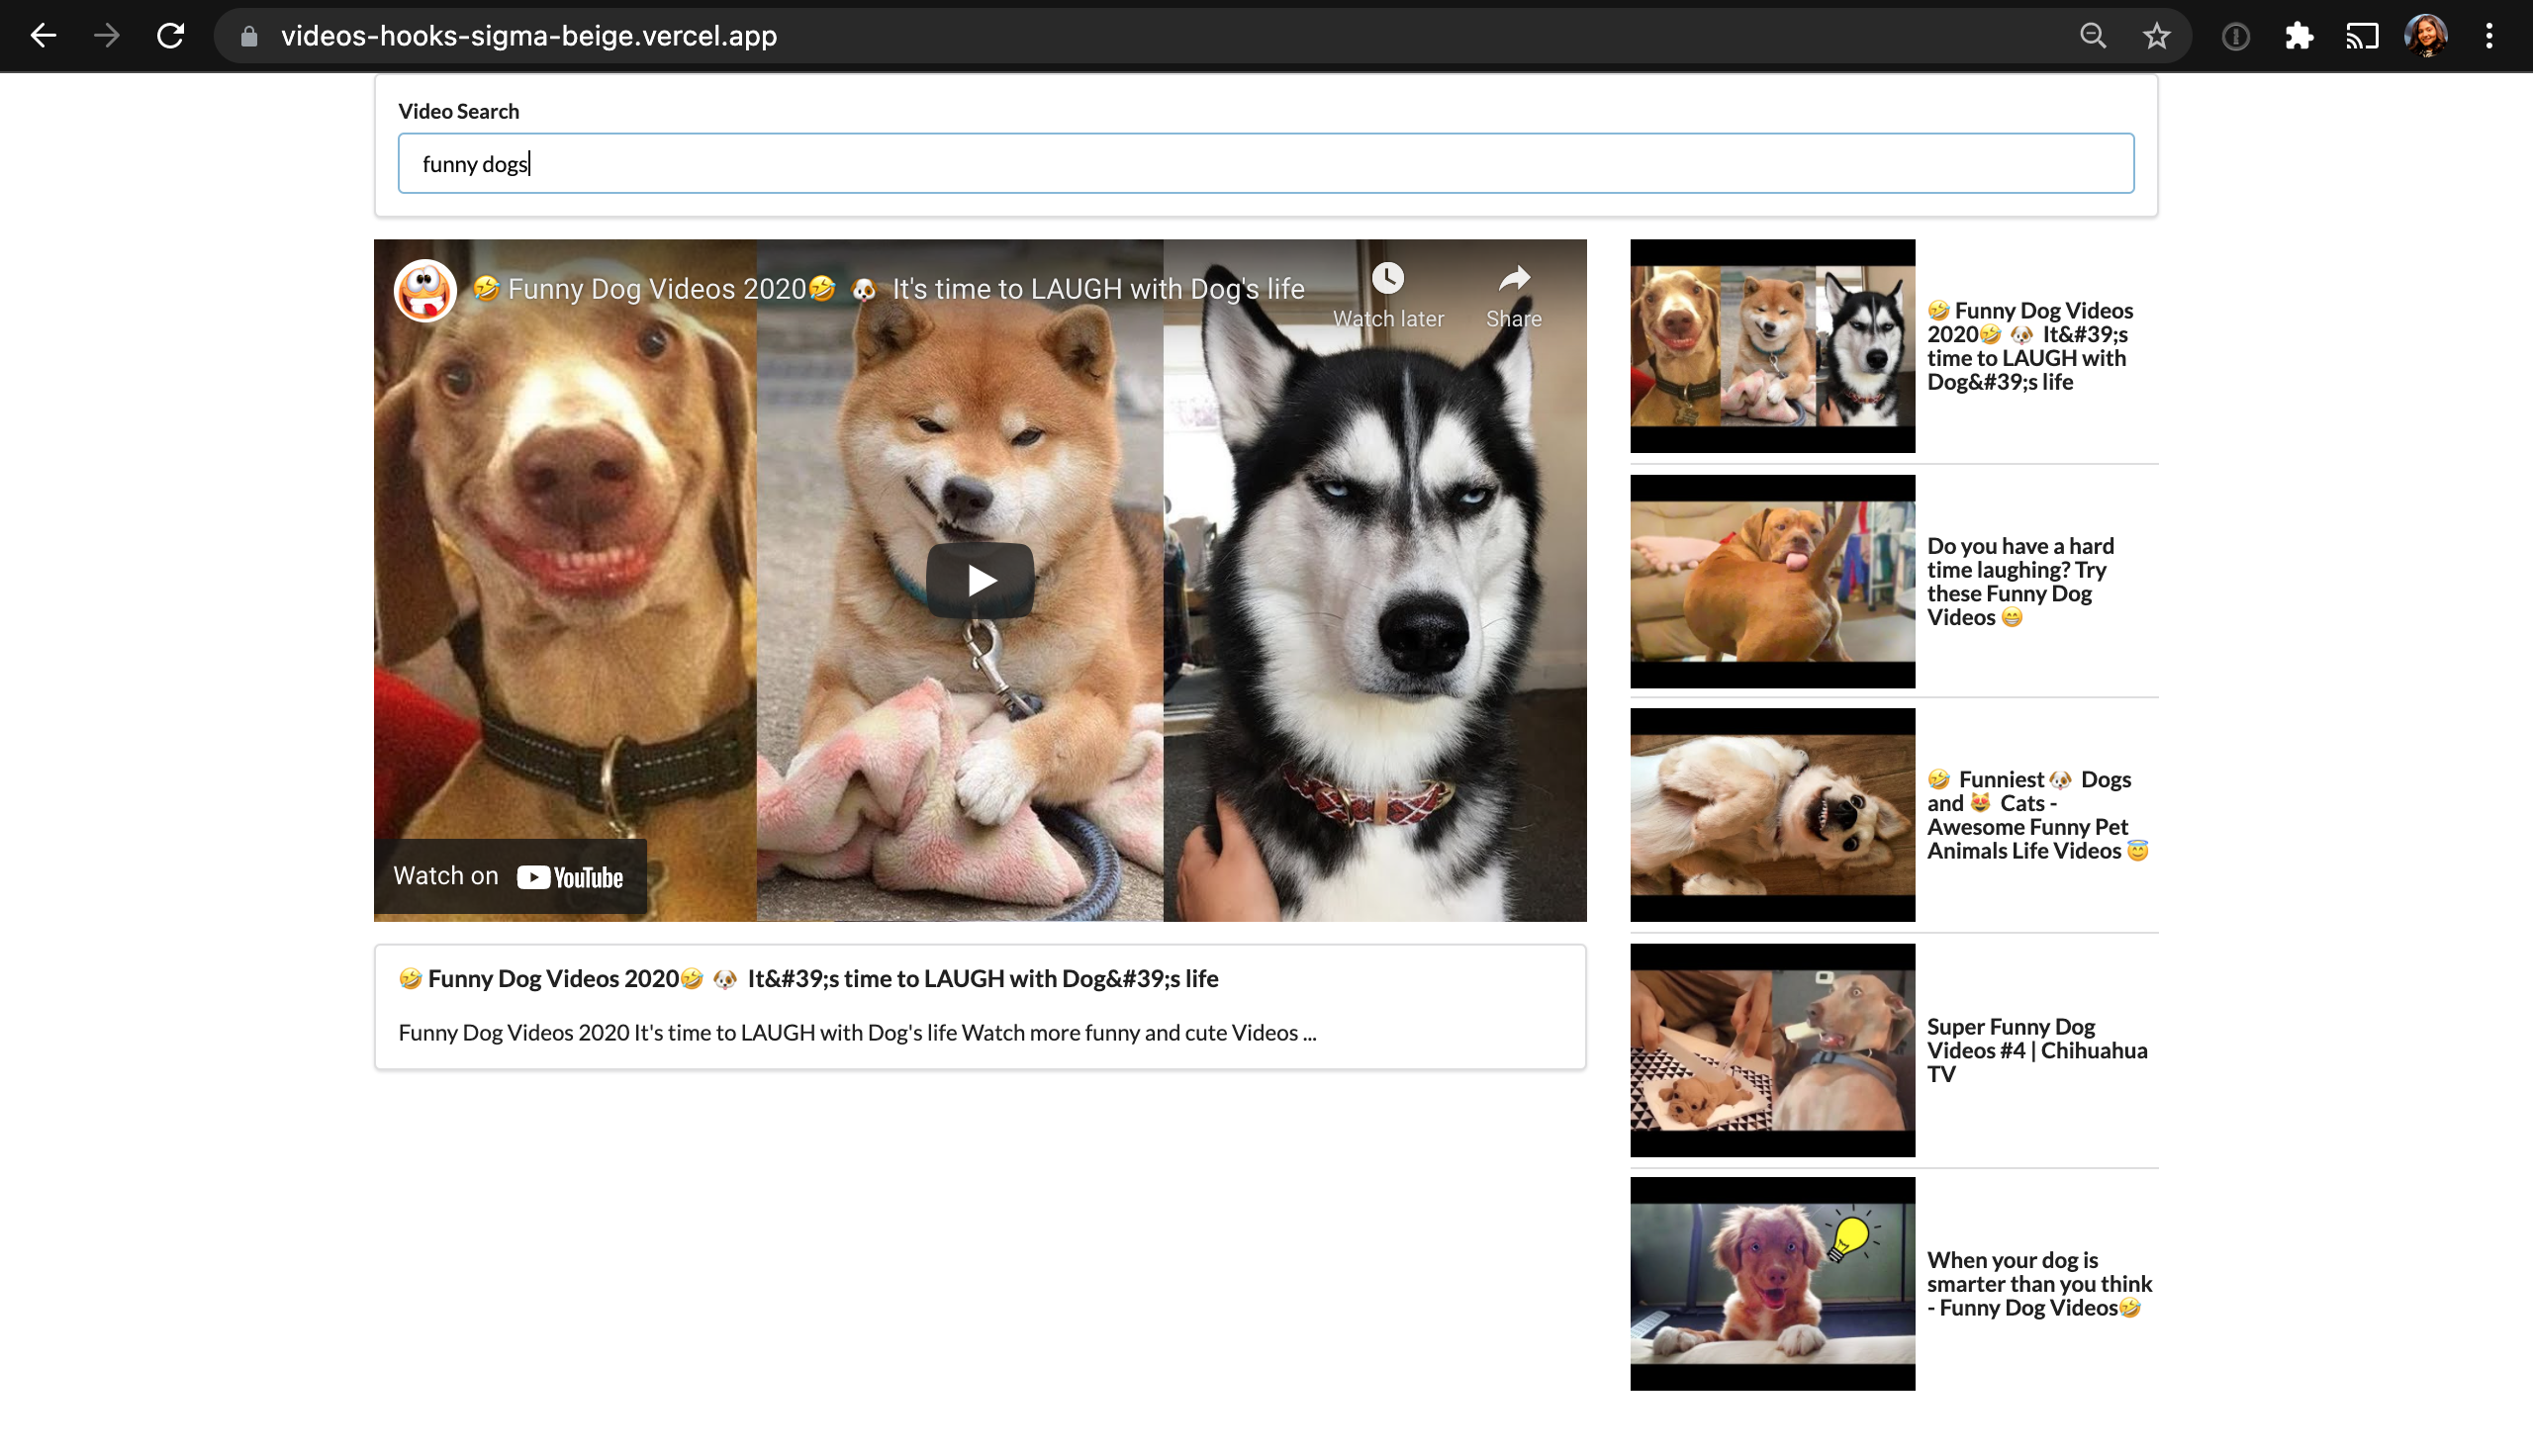 videos-hooks-sigma-beige.vercel.app
Video Search
funny dogs
🤣 Funny Dog Videos 2020🤣 🐶 It's time to LAUGH with Dog's life
Watch later
Share
Watch on YouTube
🤣 Funny Dog Videos 2020🤣 🐶 It&#39;s time to LAUGH with Dog&#39;s life
Funny Dog Videos 2020 It's time to LAUGH with Dog's life Watch more funny and cute Videos ...
🤣 Funny Dog Videos
2020🤣 🐶 It&#39;s
time to LAUGH with
Dog&#39;s life
Do you have a hard
time laughing? Try
these Funny Dog
Videos 😁
🤣 Funniest 🐶 Dogs
and 😻 Cats -
Awesome Funny Pet
Animals Life Videos 😇
Super Funny Dog
Videos #4 | Chihuahua
TV
When your dog is
smarter than you think
- Funny Dog Videos🤣